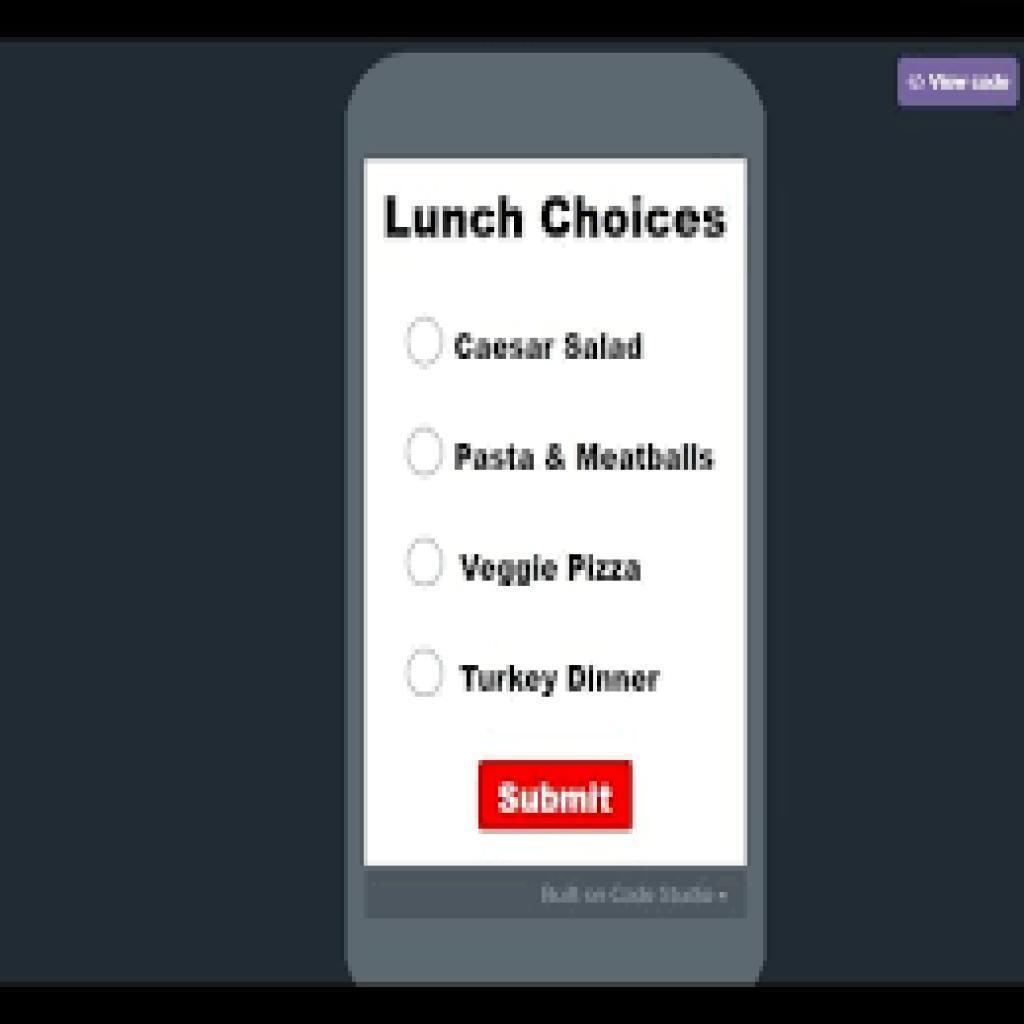 View code
Lunch Choices
Caesar Salad
Pasta & Meatballs
Veggie Pizza
Turkey Dinner
Submit
Built on Code Studio